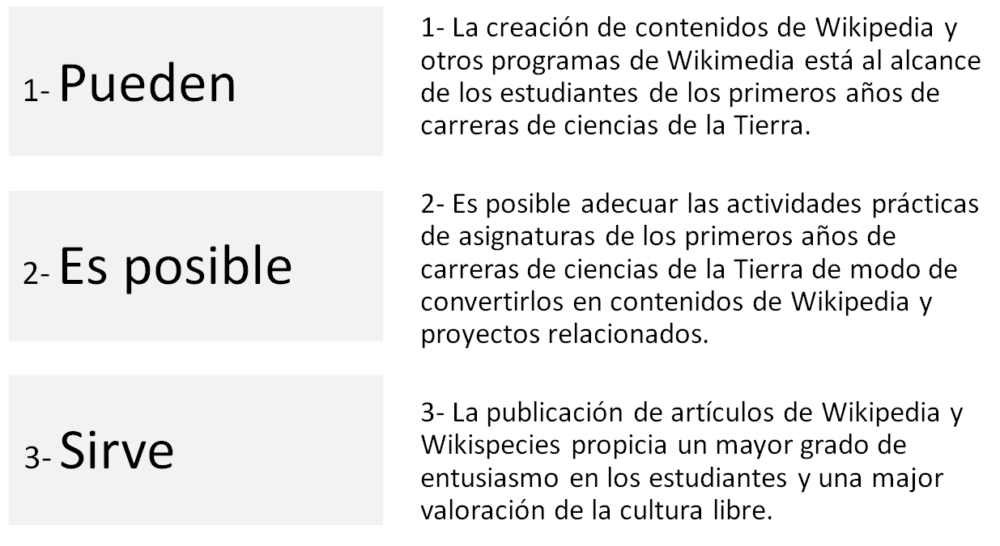 1- Pueden
1- La creación de contenidos de Wikipedia y
otros programas de Wikimedia está al alcance
de los estudiantes de los primeros años de
carreras de ciencias de la Tierra.
2- Es posible
2- Es posible adecuar las actividades prácticas
de asignaturas de los primeros años de
carreras de ciencias de la Tierra de modo de
convertirlos en contenidos de Wikipedia y
proyectos relacionados.
3- Sirve
3- La publicación de artículos de Wikipedia y
Wikispecies propicia un mayor grado de
entusiasmo en los estudiantes y una major
valoración de la cultura libre.